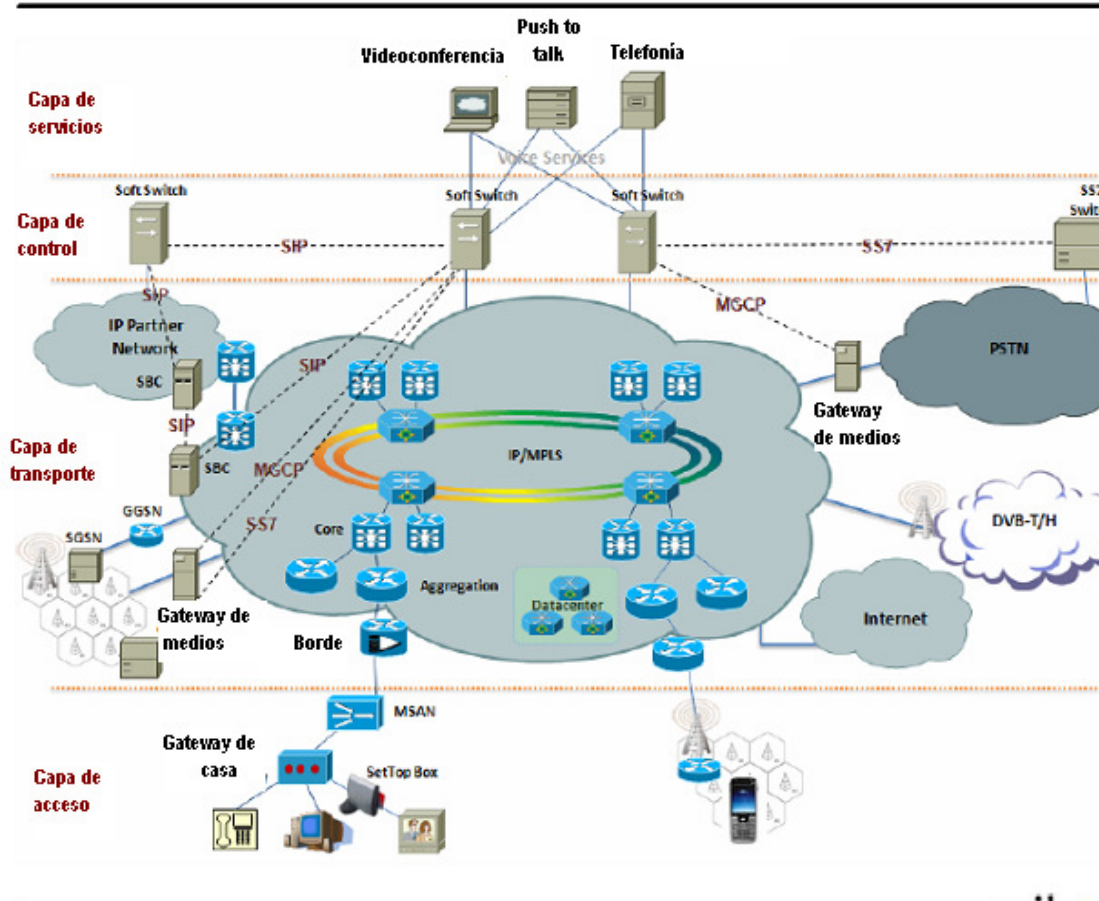 Push to
talk
Videoconferencia
Telefonía
Capa de
servicios
Voice Services
Soft Switch
Soft Switch
Soft Switch
SS7
Switch
Capa de
control
SIP
SS7
SIP
MGCP
IP Partner
Network
PSTN
SBC
SIP
SIP
Gateway
de medios
Capa de
transporte
SBC
MGCP
IP/MPLS
GGSN
SS7
Core
DVB-T/H
SGSN
Aggregation
Datacenter
Gateway de
medios
Borde
Internet
MSAN
Gateway de
casa
SetTop Box
Capa de
acceso